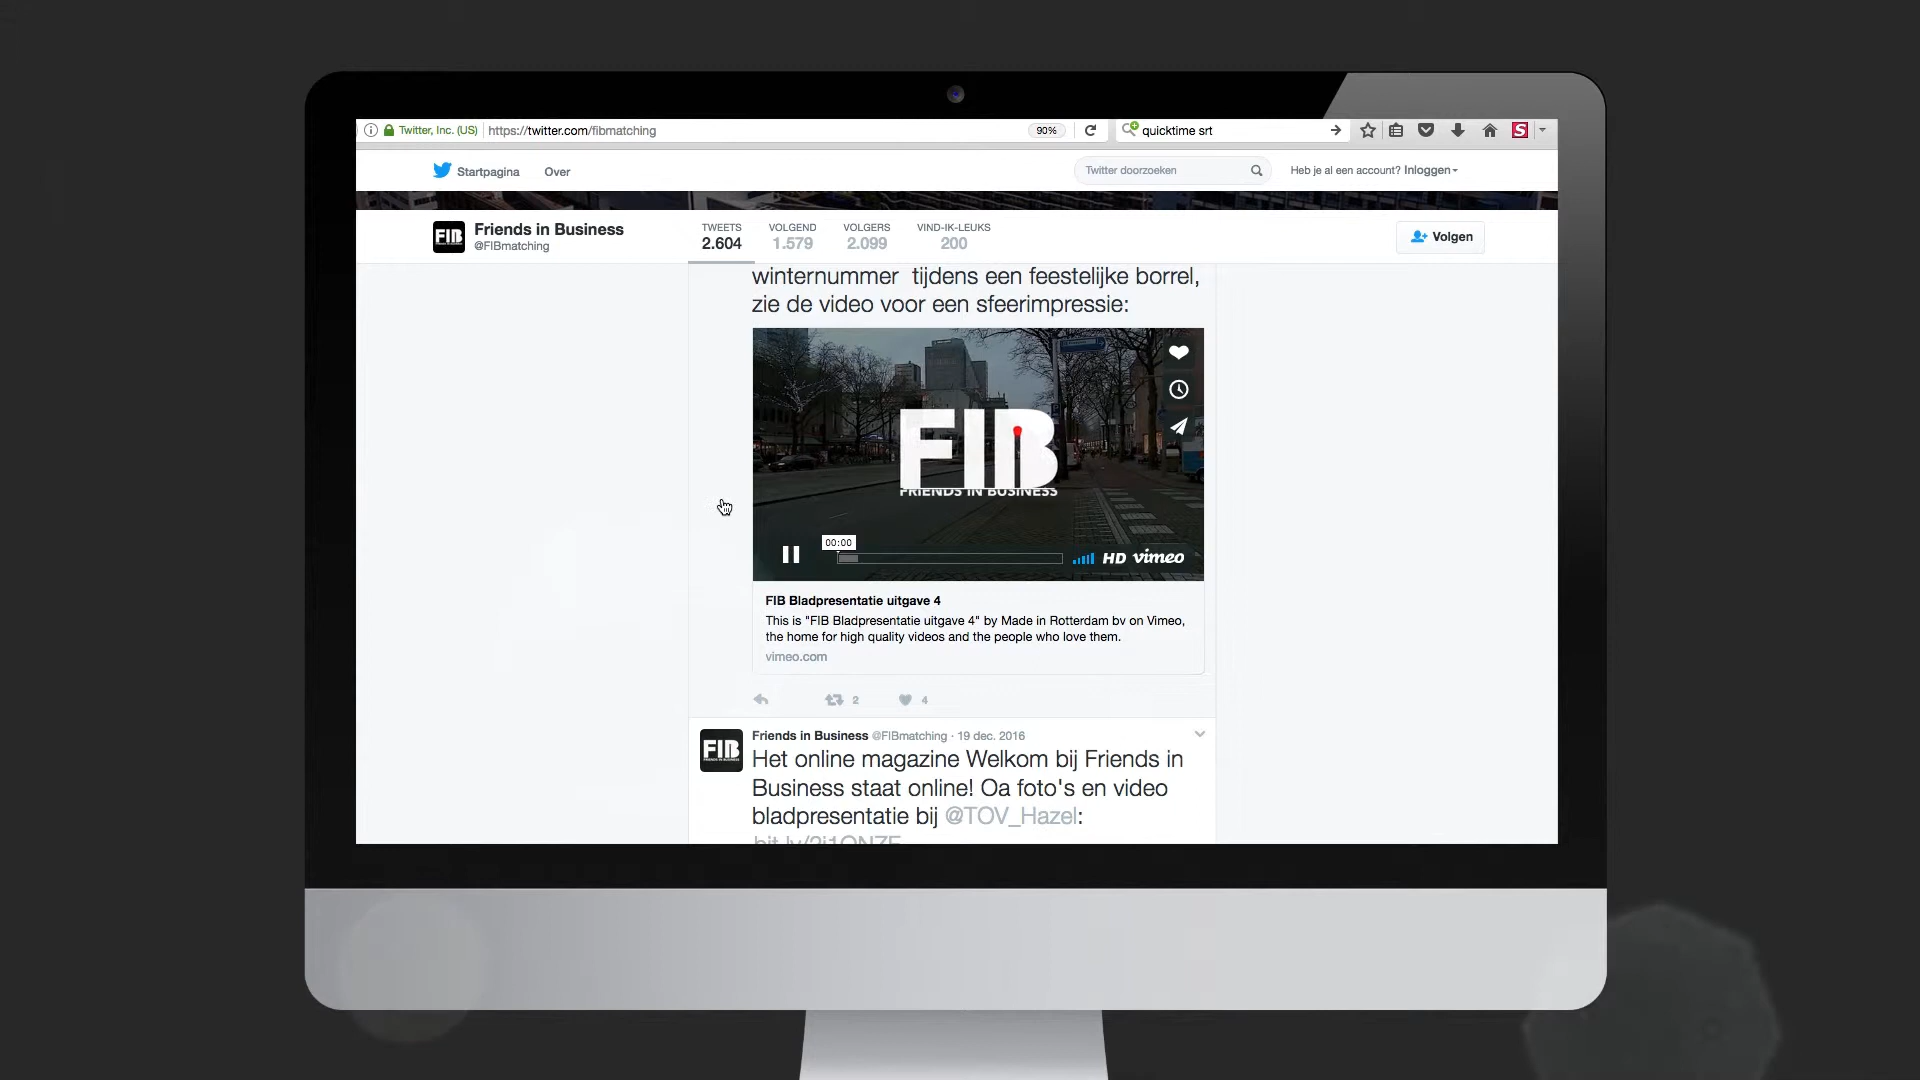 Twitter, Inc. (US)
https://twitter.com/fibmatching
90%
quicktime srt
S
Startpagina
Over
Twitter doorzoeken
Heb je al een account? Inloggen
FIB
Friends in Business
@FIBmatching
TWEETS
2.604
VOLGEND
1.579
VOLGERS
2.099
VIND-IK-LEUKS
200
Volgen
winternummer tijdens een feestelijke borrel,
zie de video voor een sfeerimpressie:
FIB
FRIENDS IN BUSINESS
00:00
HD vimeo
FIB Bladpresentatie uitgave 4
This is "FIB Bladpresentatie uitgave 4" by Made in Rotterdam bv on Vimeo,
the home for high quality videos and the people who love them.
vimeo.com
2
4
FIB
Friends in Business @FIBmatching · 19 dec. 2016
Het online magazine Welkom bij Friends in
Business staat online! Oa foto's en video
bladpresentatie bij @TOV_Hazel: